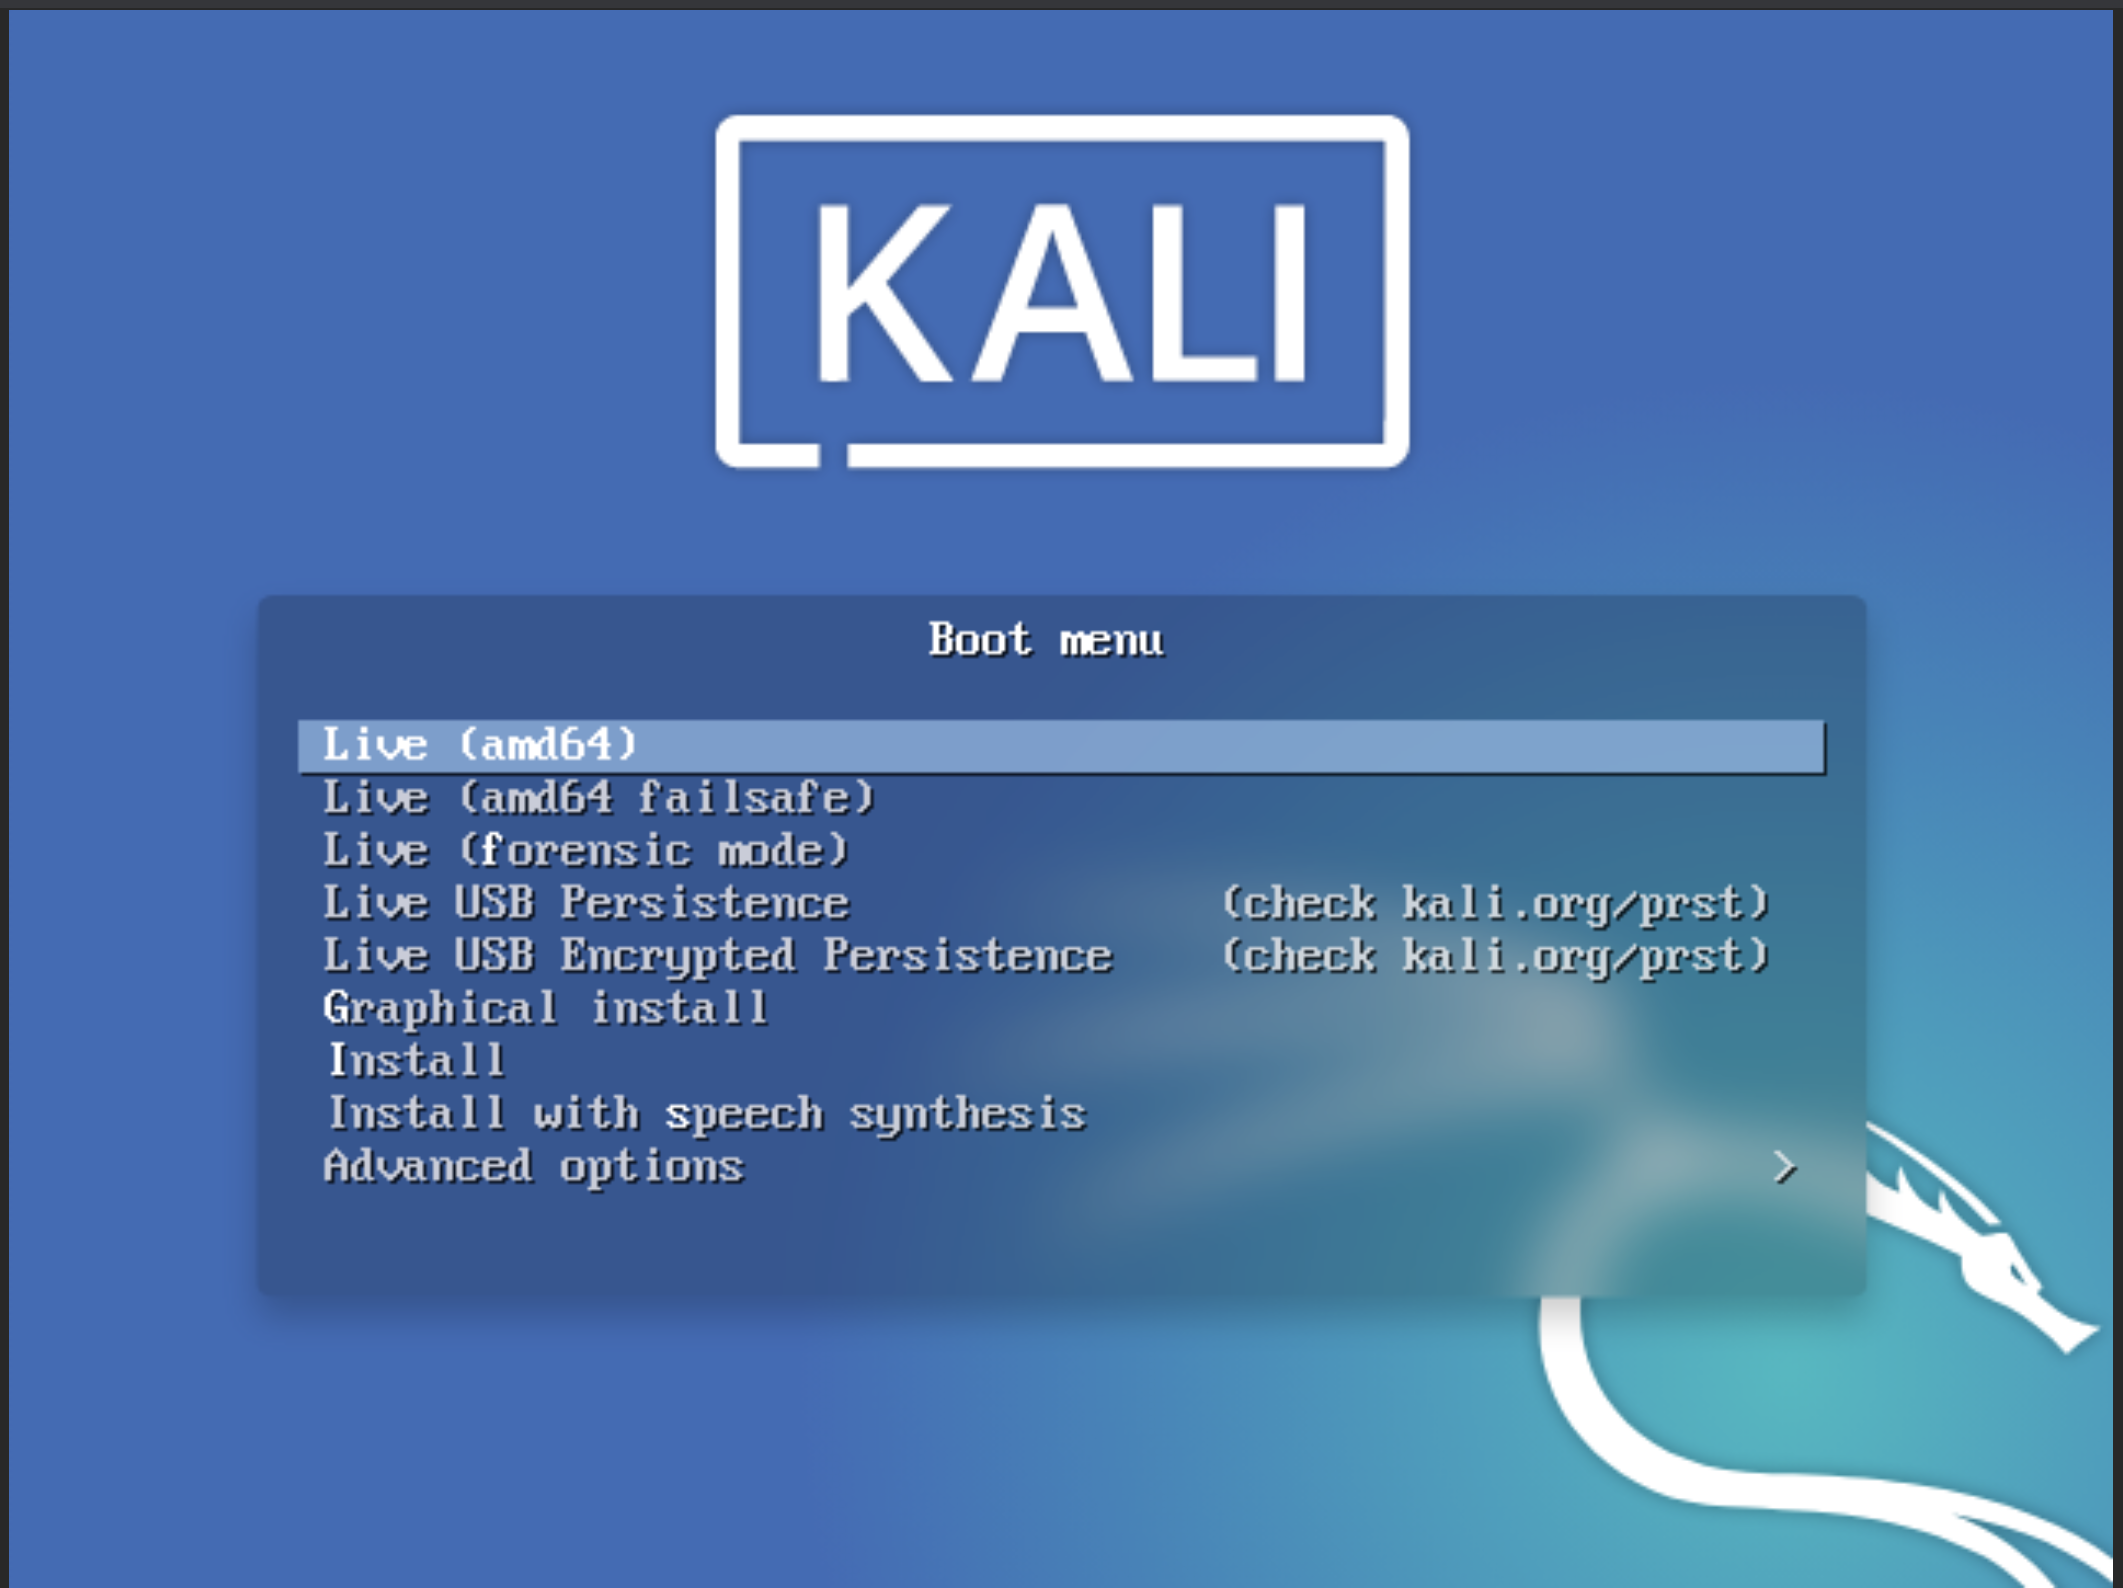 KALI
Boot menu
Live (amd64)
Live (amd64 failsafe)
Live (forensic mode)
Live USB Persistence (check kali.org/prst)
Live USB Encrypted Persistence (check kali.org/prst)
Graphical install
Install
Install with speech synthesis
Advanced options >